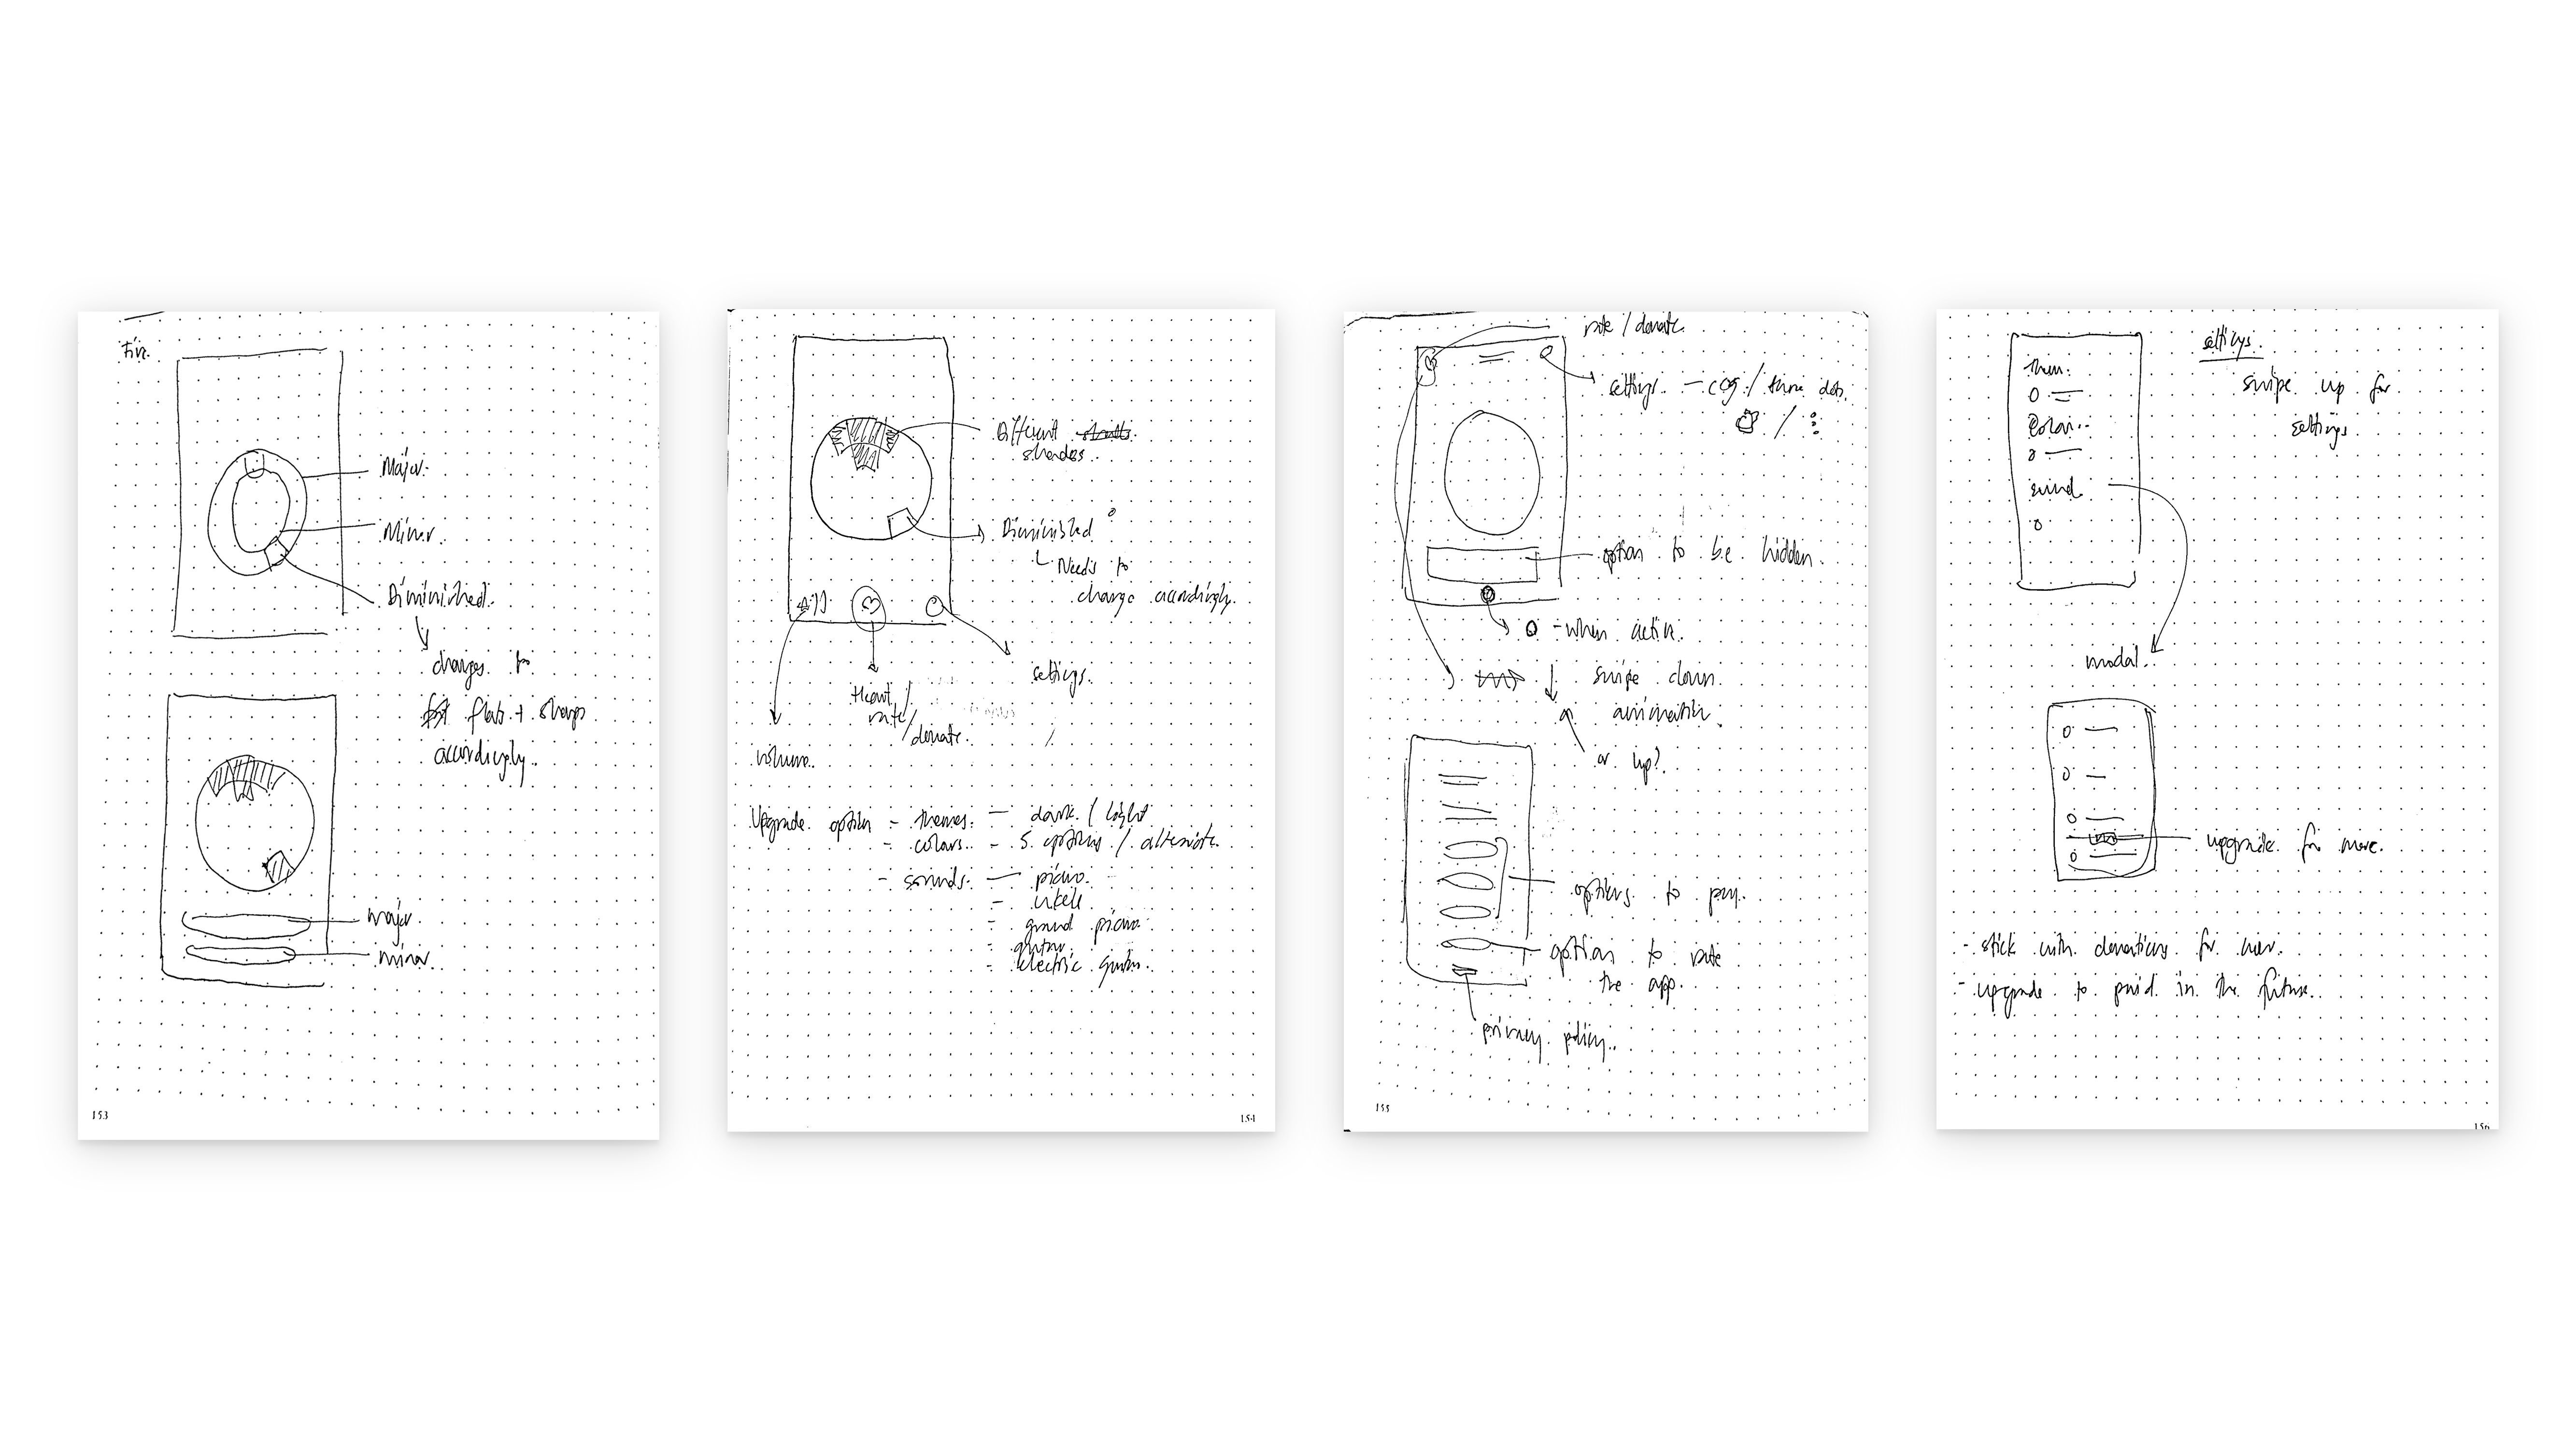 Major.
Minor.
Diminished.
changes to
flats + sharps
accordingly.
major.
minor.
153
Different
shades.
Diminished
Needs to
change accordingly.
settings.
Heart /
rate/
donate.
volume.
Upgrade option - themes. - dark / light
- colours. - 5 options / alternate.
- sounds. - piano.
- ukele
- grand piano.
- guitar.
- electric guitar.
154
rate / donate.
settings. - cog / three dots.
/
option to be hidden.
- when active.
swipe down.
animation.
or up?
options to pay.
option to rate
the app.
privacy policy.
155
settings.
swipe up for
settings.
Theme.
Colour.
sound.
modal.
upgrade for more.
- stick with donations for now.
- upgrade to paid in the future.
156